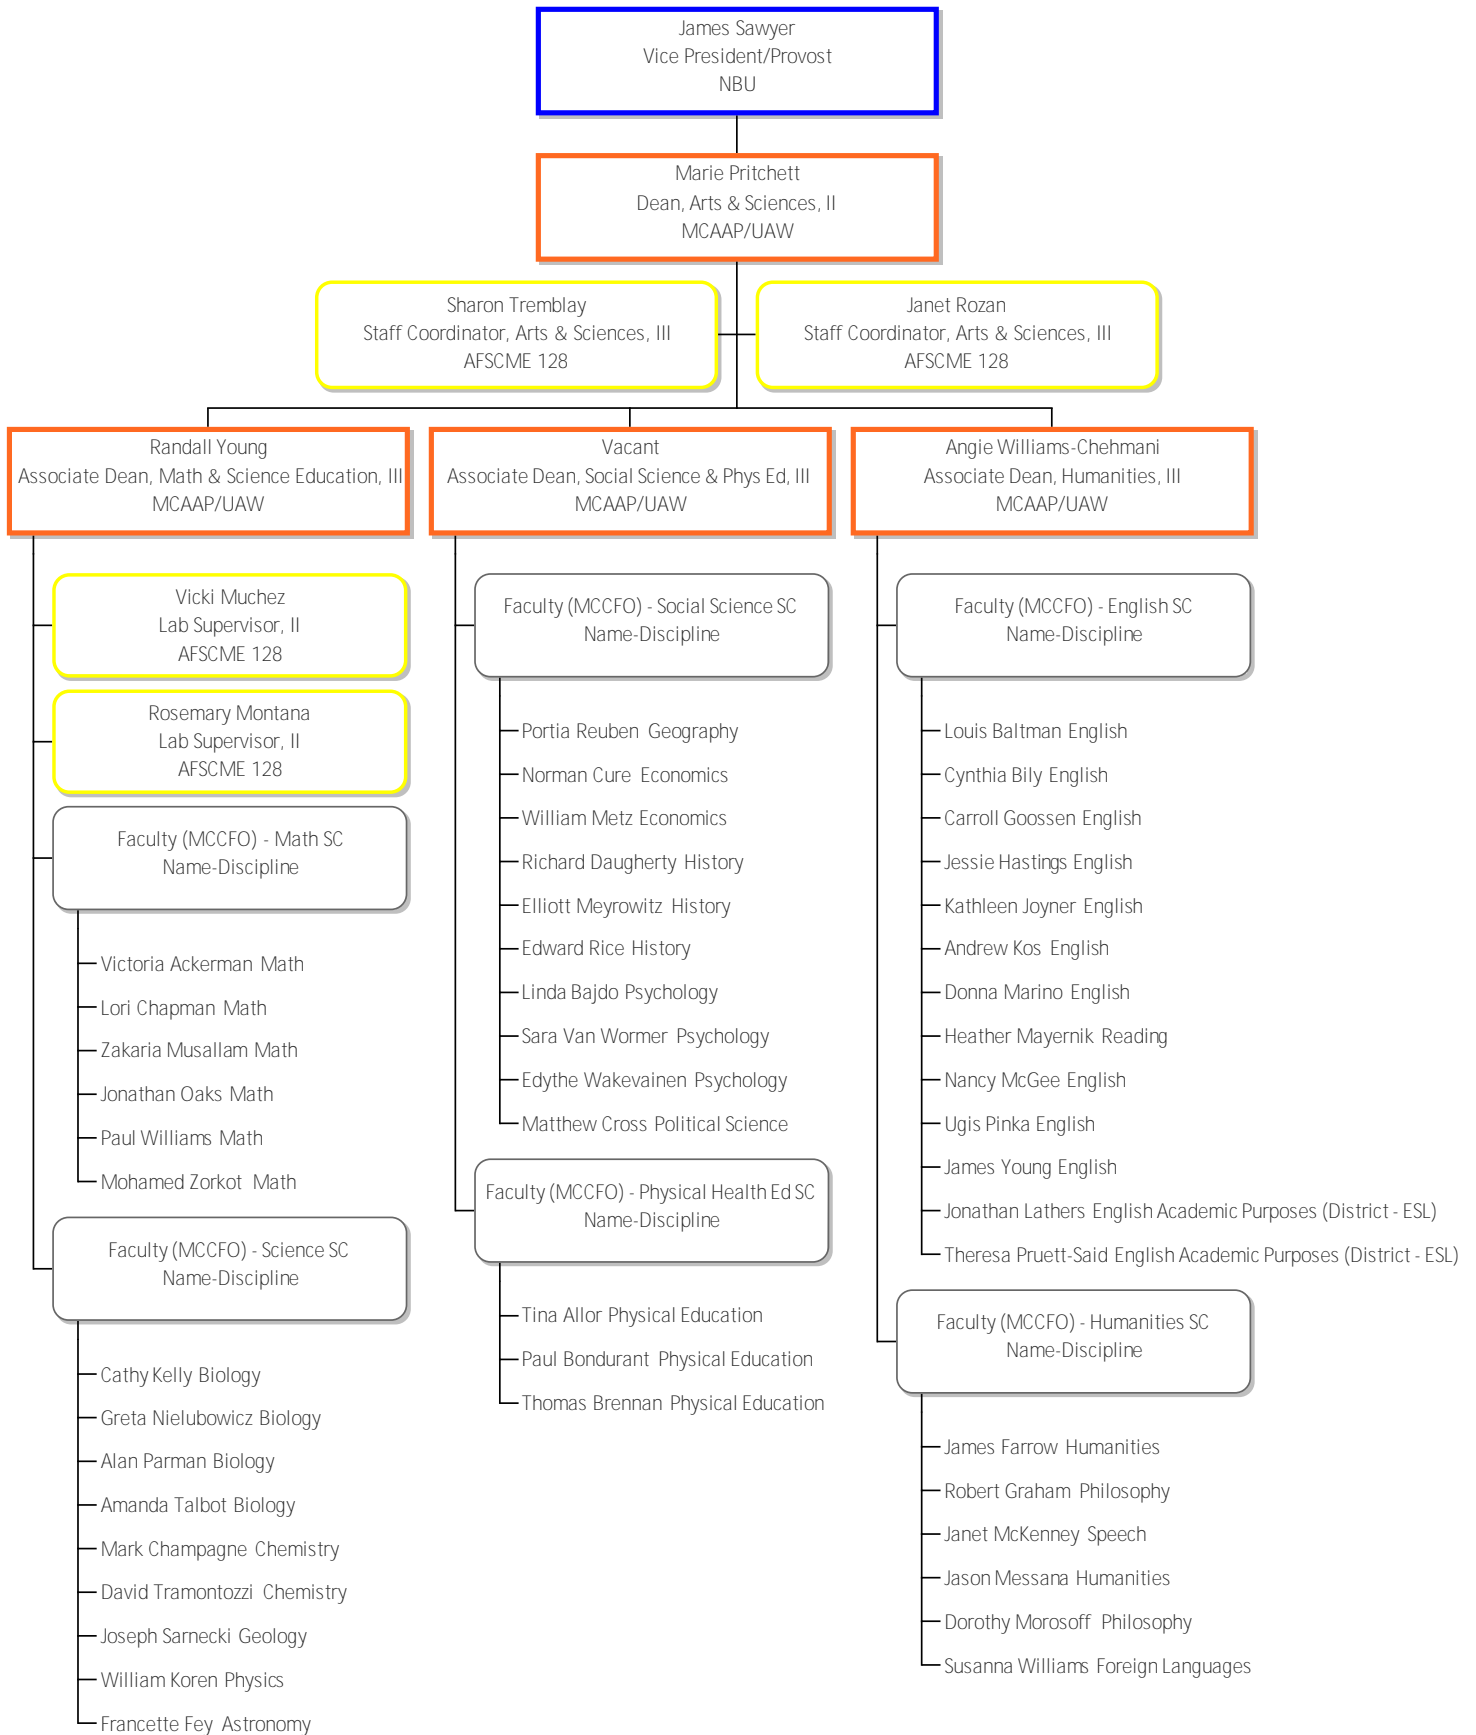 James Sawyer
Vice President/Provost
NBU
Marie Pritchett
Dean, Arts & Sciences, II
MCAAP/UAW
Sharon Tremblay
Staff Coordinator, Arts & Sciences, III
AFSCME 128
Janet Rozan
Staff Coordinator, Arts & Sciences, III
AFSCME 128
Randall Young
Associate Dean, Math & Science Education, III
MCAAP/UAW
Vicki Muchez
Lab Supervisor, II
AFSCME 128
Rosemary Montana
Lab Supervisor, II
AFSCME 128
Faculty (MCCFO) - Math SC
Name-Discipline
Victoria Ackerman Math
Lori Chapman Math
Zakaria Musallam Math
Jonathan Oaks Math
Paul Williams Math
Mohamed Zorkot Math
Faculty (MCCFO) - Science SC
Name-Discipline
Cathy Kelly Biology
Greta Nielubowicz Biology
Alan Parman Biology
Amanda Talbot Biology
Mark Champagne Chemistry
David Tramontozzi Chemistry
Joseph Sarnecki Geology
William Koren Physics
Francette Fey Astronomy
Vacant
Associate Dean, Social Science & Phys Ed, III
MCAAP/UAW
Faculty (MCCFO) - Social Science SC
Name-Discipline
Portia Reuben Geography
Norman Cure Economics
William Metz Economics
Richard Daugherty History
Elliott Meyrowitz History
Edward Rice History
Linda Bajdo Psychology
Sara Van Wormer Psychology
Edythe Wakevainen Psychology
Matthew Cross Political Science
Faculty (MCCFO) - Physical Health Ed SC
Name-Discipline
Tina Allor Physical Education
Paul Bondurant Physical Education
Thomas Brennan Physical Education
Angie Williams-Chehmani
Associate Dean, Humanities, III
MCAAP/UAW
Faculty (MCCFO) - English SC
Name-Discipline
Louis Baltman English
Cynthia Bily English
Carroll Goossen English
Jessie Hastings English
Kathleen Joyner English
Andrew Kos English
Donna Marino English
Heather Mayernik Reading
Nancy McGee English
Ugis Pinka English
James Young English
Jonathan Lathers English Academic Purposes (District - ESL)
Theresa Pruett-Said English Academic Purposes (District - ESL)
Faculty (MCCFO) - Humanities SC
Name-Discipline
James Farrow Humanities
Robert Graham Philosophy
Janet McKenney Speech
Jason Messana Humanities
Dorothy Morosoff Philosophy
Susanna Williams Foreign Languages